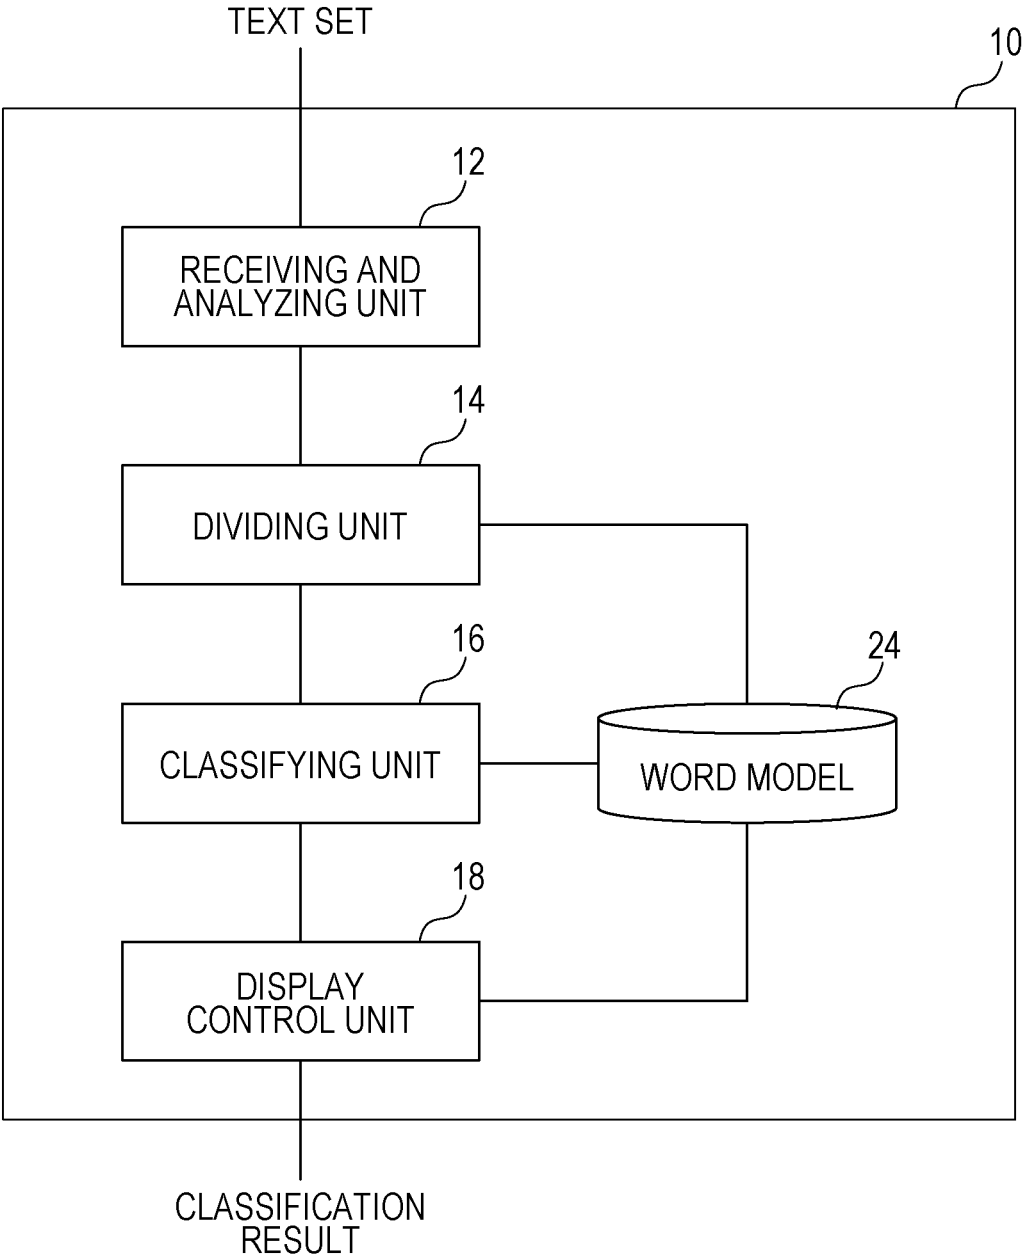 TEXT SET
10
12
RECEIVING AND
ANALYZING UNIT
14
DIVIDING UNIT
16
CLASSIFYING UNIT
24
WORD MODEL
18
DISPLAY
CONTROL UNIT
CLASSIFICATION
RESULT